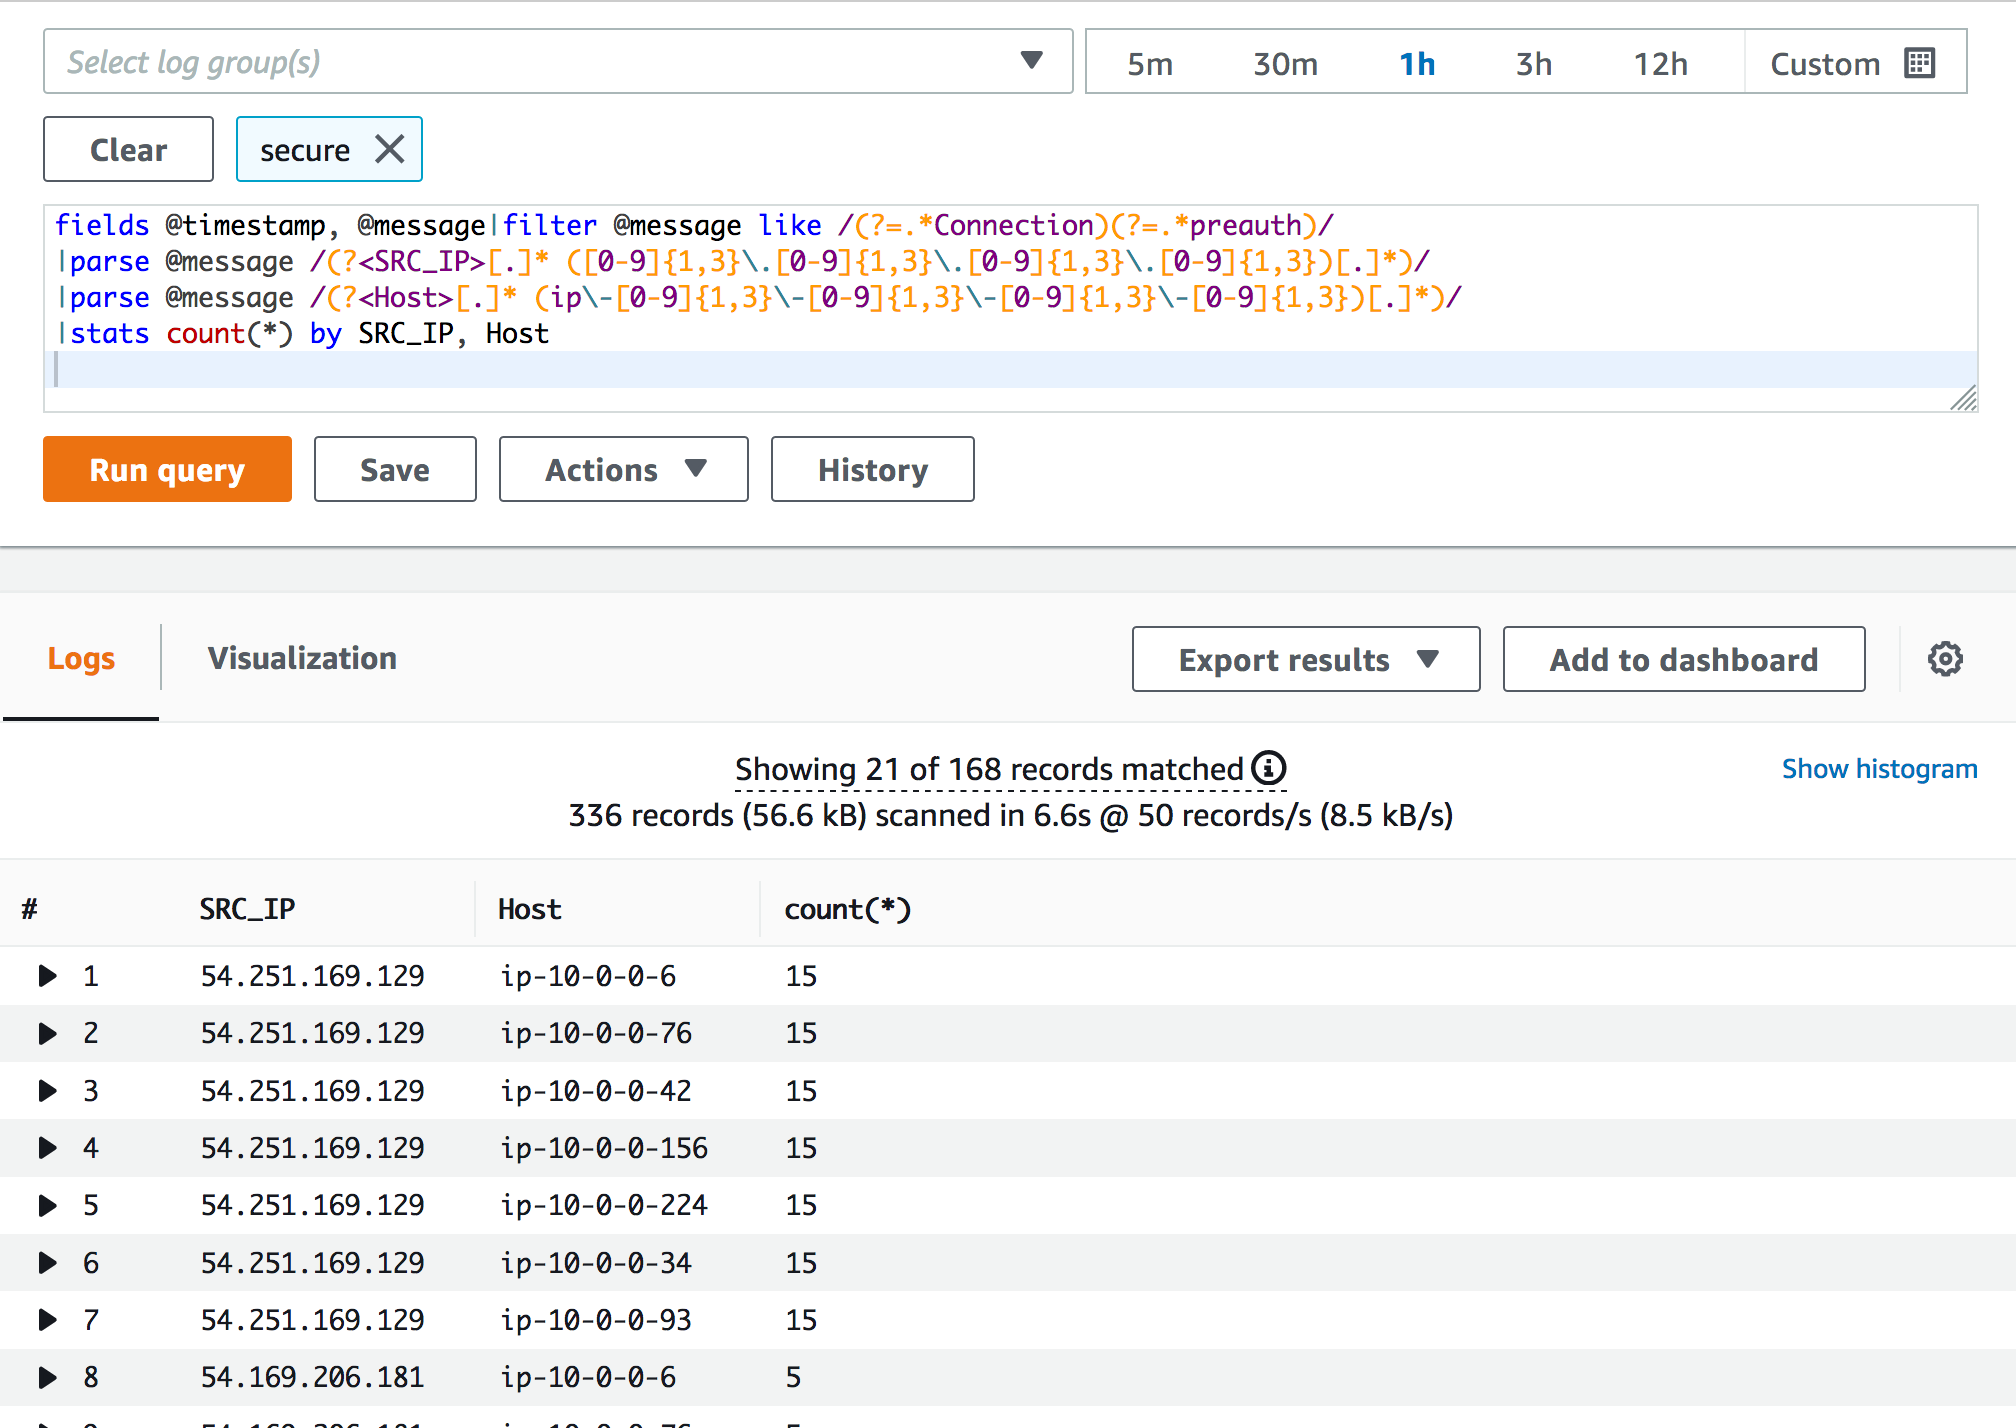 Select log group(s)
5m 30m 1h 3h 12h Custom
Clear secure
fields @timestamp, @message|filter @message like /(?=.*Connection)(?=.*preauth)/
|parse @message /(?<SRC_IP>[.]* ([0-9]{1,3}\.[0-9]{1,3}\.[0-9]{1,3}\.[0-9]{1,3})[.]*)/
|parse @message /(?<Host>[.]* (ip\-[0-9]{1,3}\-[0-9]{1,3}\-[0-9]{1,3}\-[0-9]{1,3})[.]*)/
|stats count(*) by SRC_IP, Host
Run query Save Actions History
Logs Visualization Export results Add to dashboard
Showing 21 of 168 records matched Show histogram
336 records (56.6 kB) scanned in 6.6s @ 50 records/s (8.5 kB/s)
# SRC_IP Host count(*)
1 54.251.169.129 ip-10-0-0-6 15
2 54.251.169.129 ip-10-0-0-76 15
3 54.251.169.129 ip-10-0-0-42 15
4 54.251.169.129 ip-10-0-0-156 15
5 54.251.169.129 ip-10-0-0-224 15
6 54.251.169.129 ip-10-0-0-34 15
7 54.251.169.129 ip-10-0-0-93 15
8 54.169.206.181 ip-10-0-0-6 5